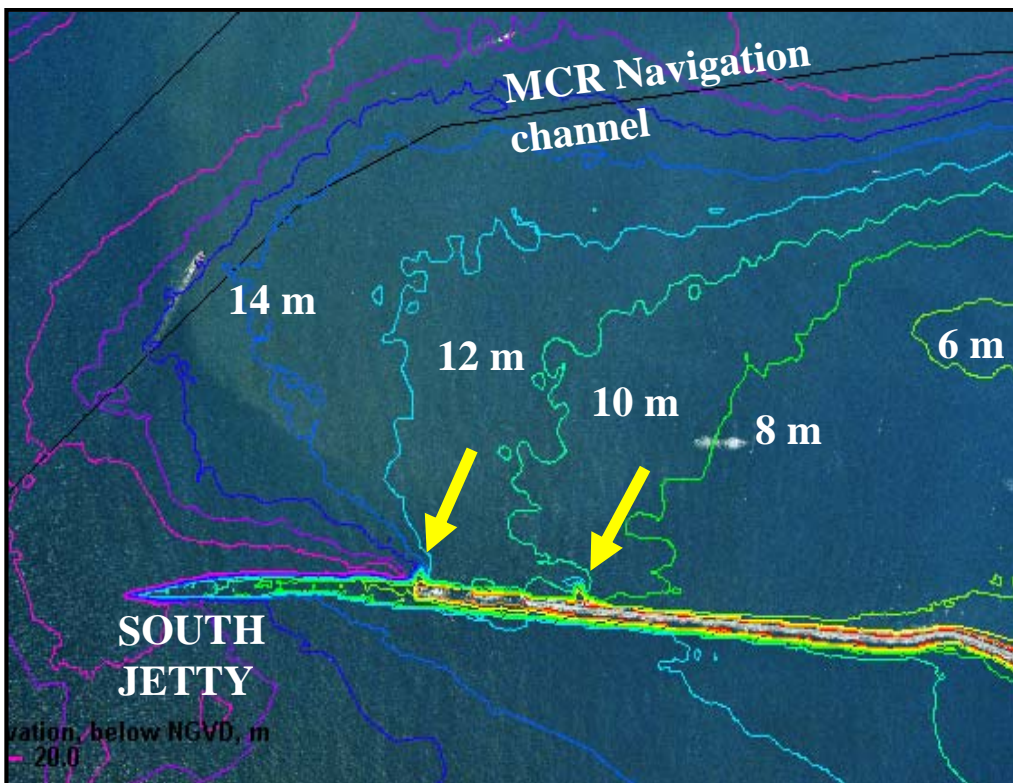 MCR Navigation
channel
14 m
12 m
6 m
10 m
8 m
SOUTH
JETTY
vation, below NGVD, m
20.0